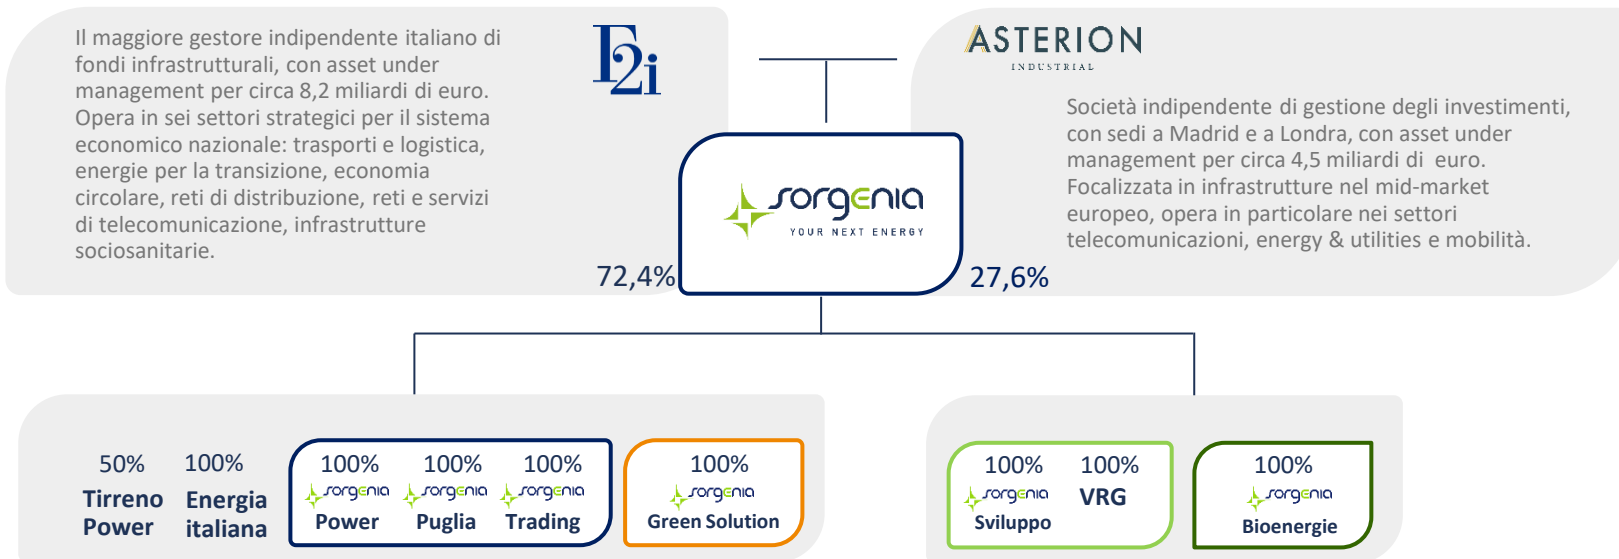 Il maggiore gestore indipendente italiano di
fondi infrastrutturali, con asset under
management per circa 8,2 miliardi di euro.
Opera in sei settori strategici per il sistema
economico nazionale: trasporti e logistica,
energie per la transizione, economia
circolare, reti di distribuzione, reti e servizi
di telecomunicazione, infrastrutture
sociosanitarie.
F2i
72,4%
ASTERION
INDUSTRIAL
Società indipendente di gestione degli investimenti,
con sedi a Madrid e a Londra, con asset under
management per circa 4,5 miliardi di euro.
Focalizzata in infrastrutture nel mid-market
europeo, opera in particolare nei settori
telecomunicazioni, energy & utilities e mobilità.
27,6%
sorgenia
YOUR NEXT ENERGY
50%
Tirreno
Power
100%
Energia
italiana
100%
sorgenia
Power
100%
sorgenia
Puglia
100%
sorgenia
Trading
100%
sorgenia
Green Solution
100%
sorgenia
Sviluppo
100%
VRG
100%
sorgenia
Bioenergie